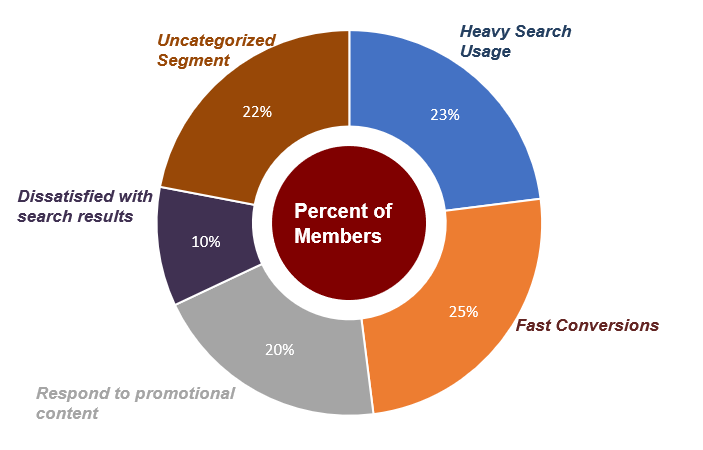 Uncategorized
Segment
Heavy Search
Usage
22%
23%
Dissatisfied with
search results
10%
Percent of
Members
25%
Fast Conversions
20%
Respond to promotional
content